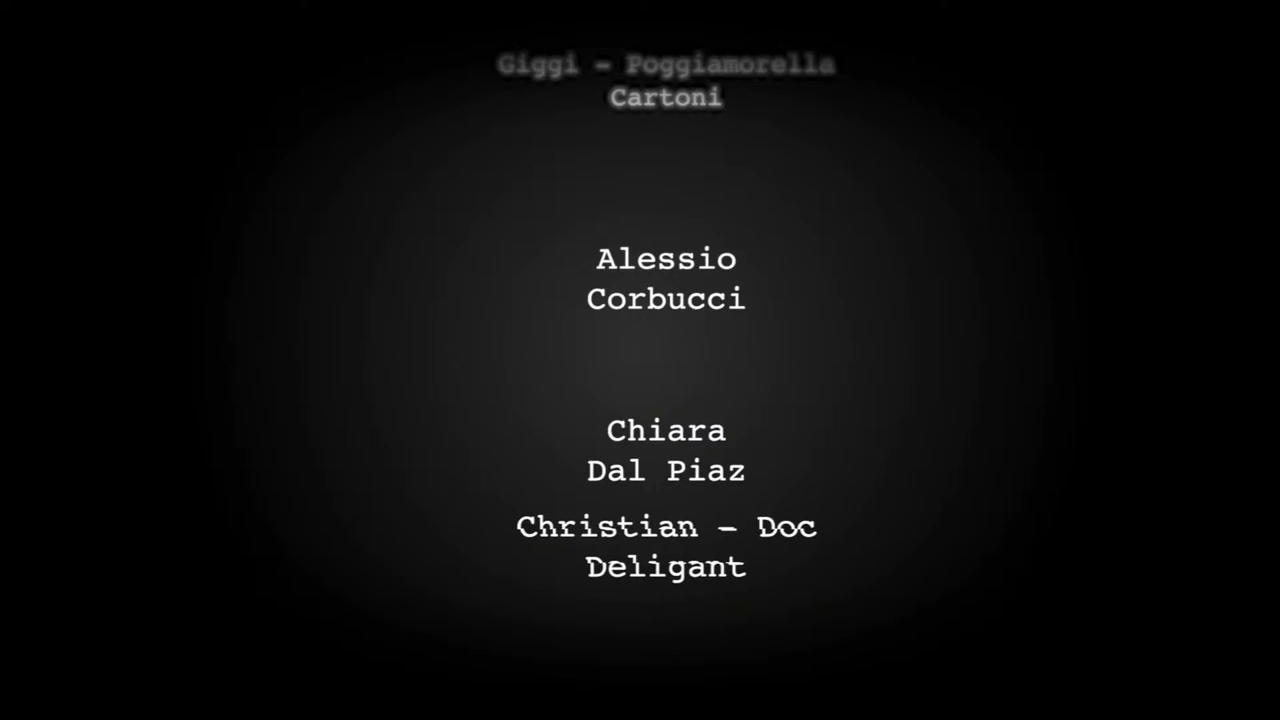 Giggi - Poggiamorella
Cartoni
Alessio
Corbucci
Chiara
Dal Piaz
Christian - Doc
Deligant